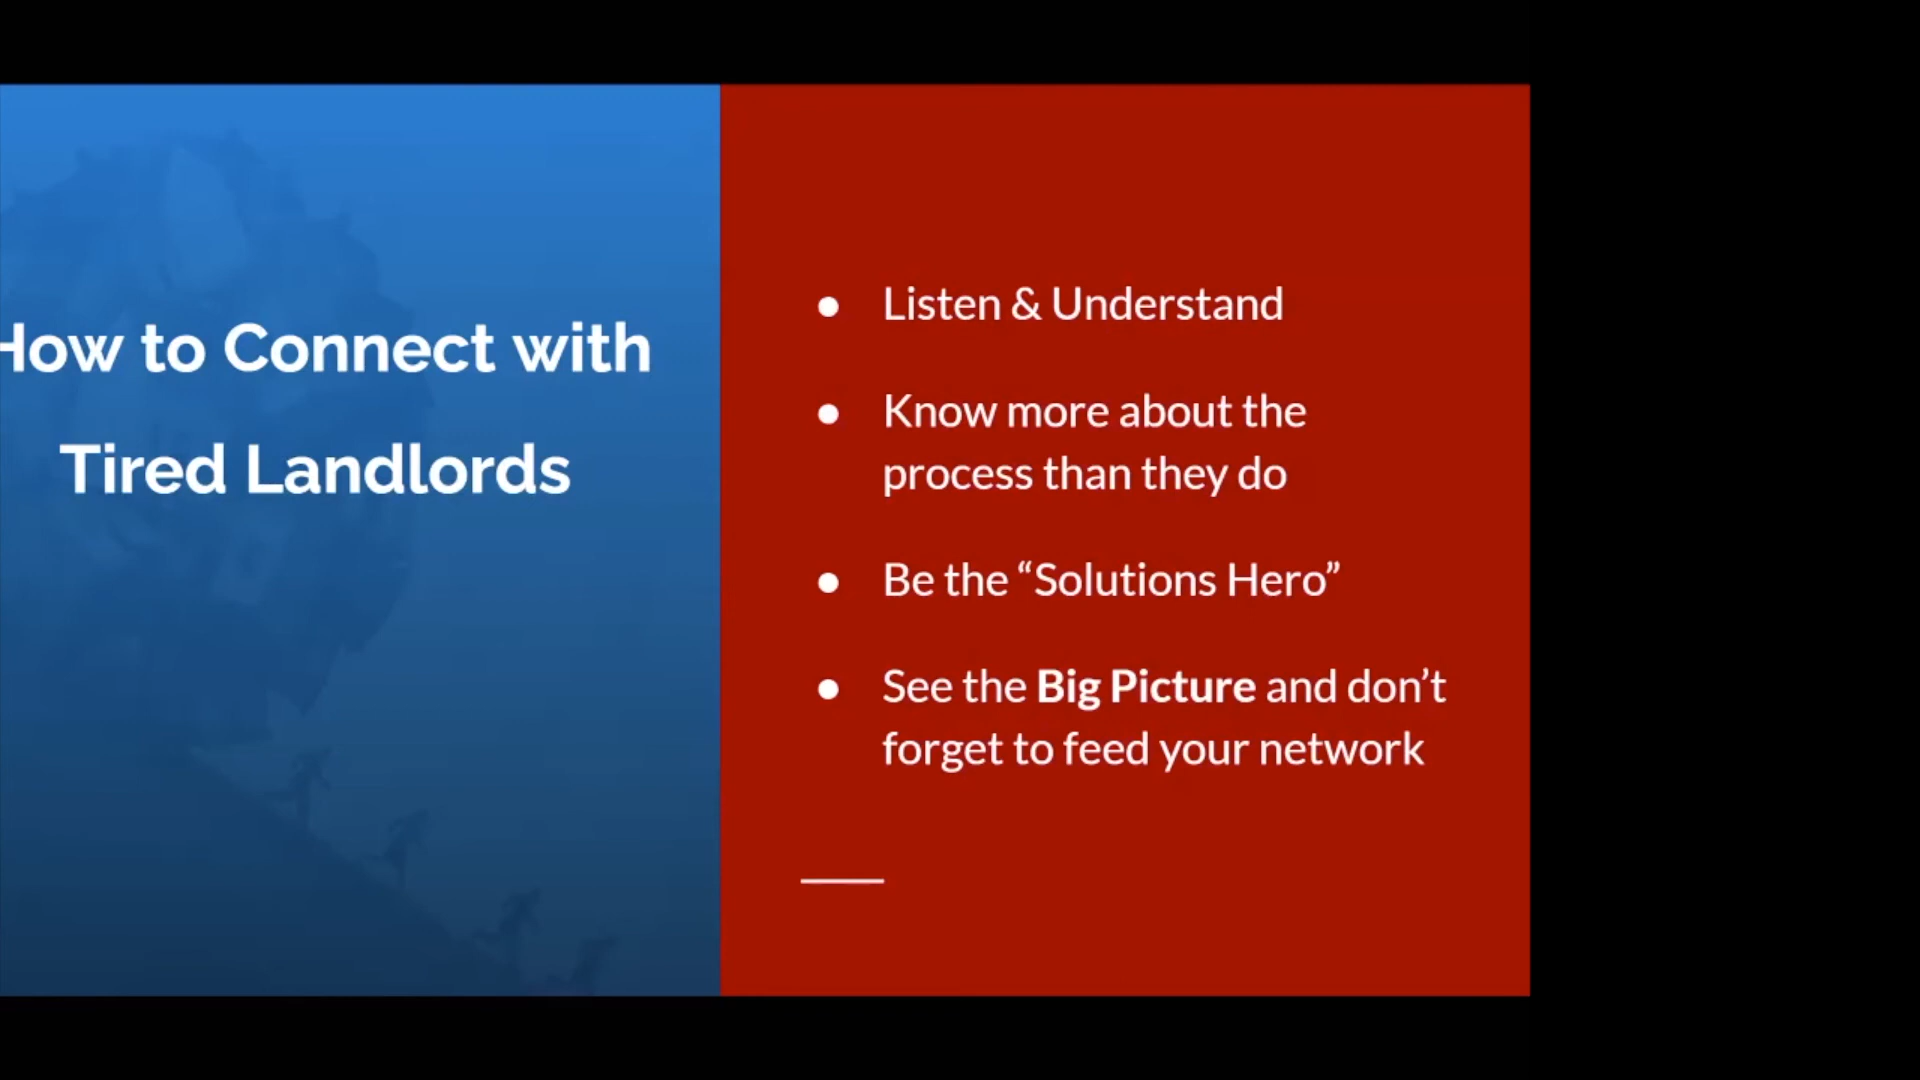 How to Connect with
Tired Landlords
● Listen & Understand
● Know more about the
process than they do
● Be the “Solutions Hero”
● See the Big Picture and don’t
forget to feed your network